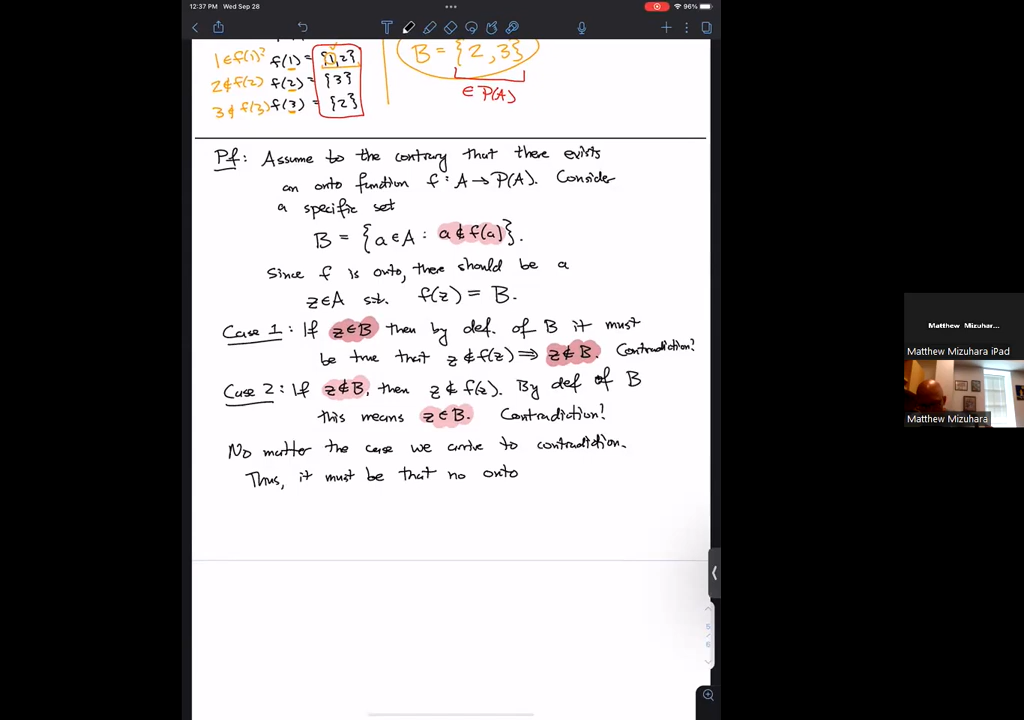 12:37 PM Wed Sep 28
96%
1∈f(1)? f(1) = {1,2}
2∉f(2) f(2) = {3}
3∉f(3) f(3) = {2}
B = {2,3}
∈ P(A)
Pf: Assume to the contrary that there exists
an onto function f: A → P(A). Consider
a specific set
B = {a∈A : a∉f(a)}.
Since f is onto, there should be a
z∈A s.t. f(z) = B.
Case 1: If z∈B then by def. of B it must
be true that z∉f(z) ⟹ z∉B. Contradiction!
Case 2: If z∉B, then z∉f(z). By def of B
this means z∈B. Contradiction!
No matter the case we arrive to contradiction.
Thus, it must be that no onto
Matthew Mizuhar...
Matthew Mizuhara iPad
Matthew Mizuhara